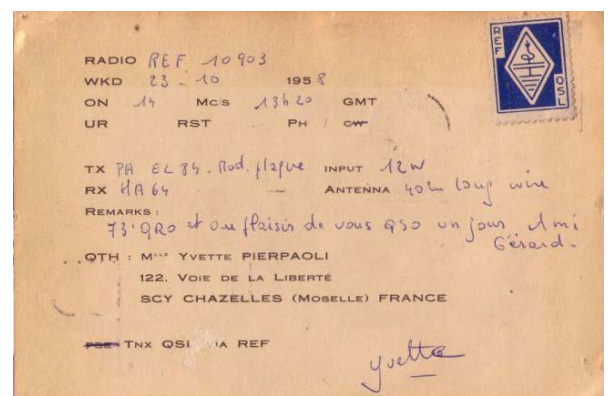 RADIO REF 10903
WKD 23-10 1958
ON 14 MCS 13h20 GMT
UR RST PH CW
TX PA EL 84 - Mod. plaque INPUT 12W
RX HA 64 ANTENNA 40m long wire
REMARKS :
73' QRO et au plaisir de vous QSO un jour Ami
Gérard.
QTH : MLLE YVETTE PIERPAOLI
122. VOIE DE LA LIBERTÉ
SCY CHAZELLES (MOSELLE) FRANCE
PSE TNX QSL VIA REF
Yvette
REF
QSL